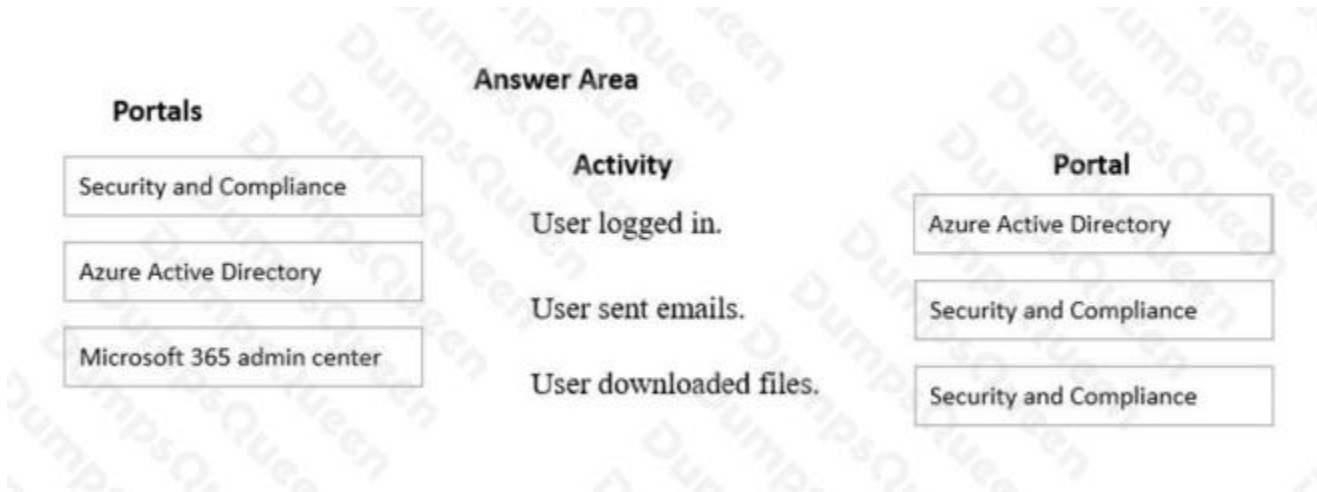 Answer Area
Portals
Security and Compliance
Azure Active Directory
Microsoft 365 admin center
Activity
User logged in.
User sent emails.
User downloaded files.
Portal
Azure Active Directory
Security and Compliance
Security and Compliance
DumpsQueen